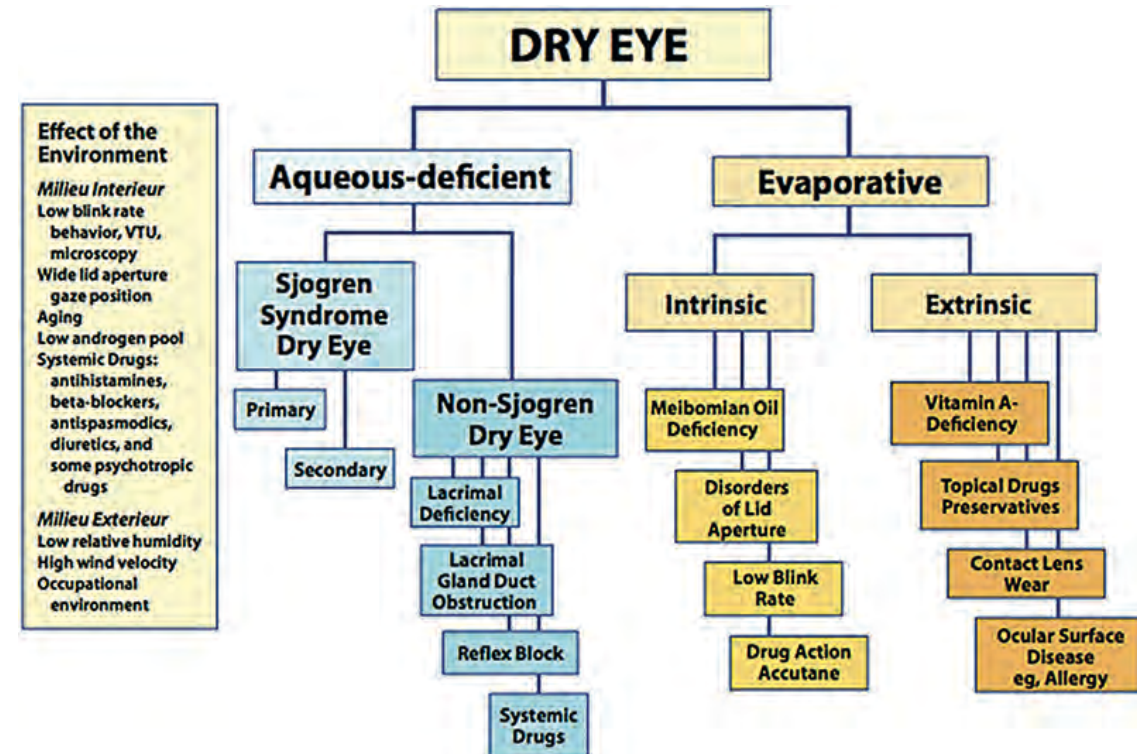 DRY EYE
Effect of the
Environment
Milieu Interieur
Low blink rate
behavior, VTU,
microscopy
Wide lid aperture
gaze position
Aging
Low androgen pool
Systemic Drugs:
antihistamines,
beta-blockers,
antispasmodics,
diuretics, and
some psychotropic
drugs
Milieu Exterieur
Low relative humidity
High wind velocity
Occupational
environment
Aqueous-deficient
Sjogren
Syndrome
Dry Eye
Primary
Secondary
Non-Sjogren
Dry Eye
Lacrimal
Deficiency
Lacrimal
Gland Duct
Obstruction
Reflex Block
Systemic
Drugs
Evaporative
Intrinsic
Meibomian Oil
Deficiency
Disorders
of Lid
Aperture
Low Blink
Rate
Drug Action
Accutane
Extrinsic
Vitamin A-
Deficiency
Topical Drugs
Preservatives
Contact Lens
Wear
Ocular Surface
Disease
eg, Allergy